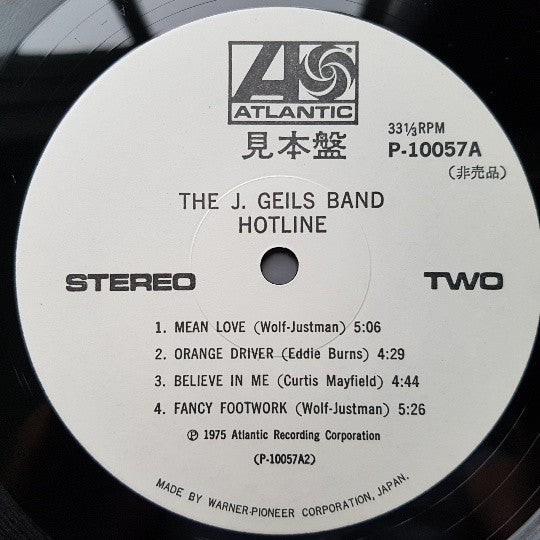 ATLANTIC
見本盤
33⅓RPM
P-10057A
(非売品)
THE J. GEILS BAND
HOTLINE
STEREO
TWO
1. MEAN LOVE (Wolf-Justman) 5:06
2. ORANGE DRIVER (Eddie Burns) 4:29
3. BELIEVE IN ME (Curtis Mayfield) 4:44
4. FANCY FOOTWORK (Wolf-Justman) 5:26
℗ 1975 Atlantic Recording Corporation
(P-10057A2)
MADE BY WARNER-PIONEER CORPORATION, JAPAN.